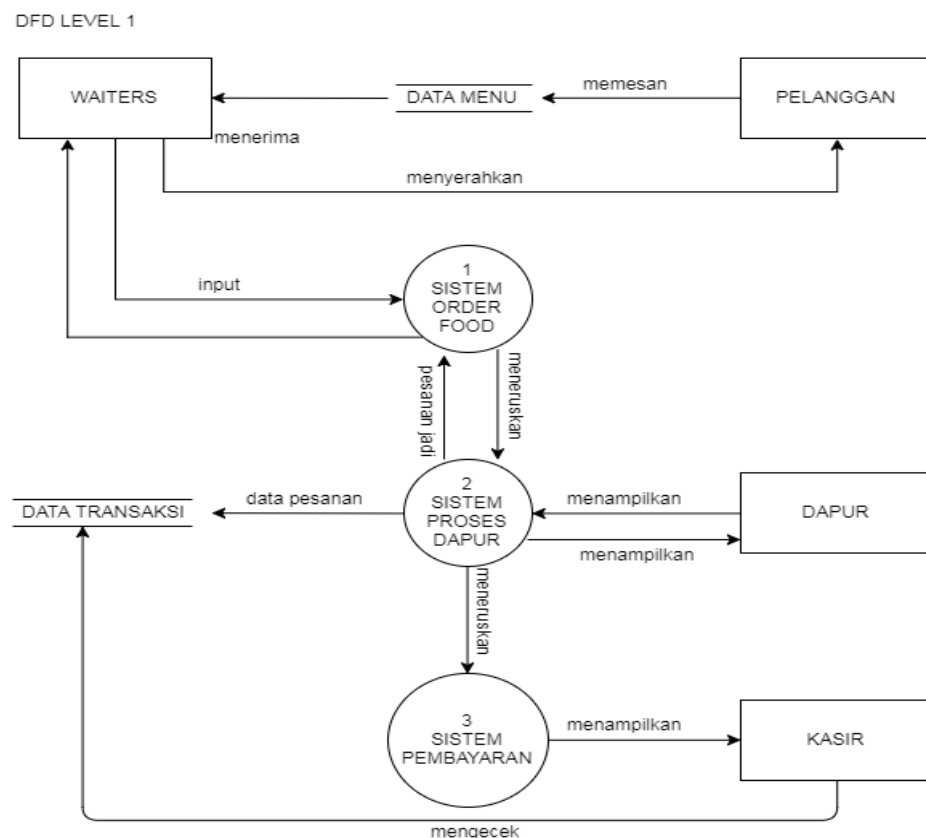 DFD LEVEL 1
WAITERS
DATA MENU
memesan
PELANGGAN
menerima
menyerahkan
input
1
SISTEM
ORDER
FOOD
pesanan jadi
meneruskan
DATA TRANSAKSI
data pesanan
2
SISTEM
PROSES
DAPUR
menampilkan
menampilkan
DAPUR
meneruskan
3
SISTEM
PEMBAYARAN
menampilkan
KASIR
mengecek